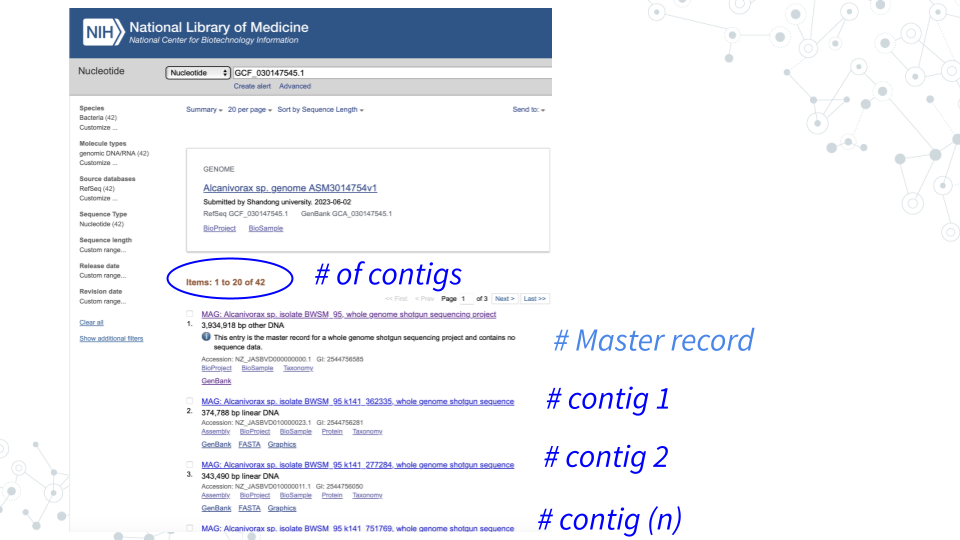 NIH National Library of Medicine
National Center for Biotechnology Information
Nucleotide
Nucleotide GCF_030147545.1
Create alert Advanced
Species
Bacteria (42)
Customize ...
Molecule types
genomic DNA/RNA (42)
Customize ...
Source databases
RefSeq (42)
Customize ...
Sequence Type
Nucleotide (42)
Sequence length
Custom range...
Release date
Custom range...
Revision date
Custom range...
Clear all
Show additional filters
Summary 20 per page Sort by Sequence Length Send to:
GENOME
Alcanivorax sp. genome ASM3014754v1
Submitted by Shandong university. 2023-06-02
RefSeq GCF_030147545.1 GenBank GCA_030147545.1
BioProject BioSample
Items: 1 to 20 of 42
# of contigs
<< First < Prev Page 1 of 3 Next > Last >>
MAG: Alcanivorax sp. isolate BWSM_95, whole genome shotgun sequencing project
1. 3,934,918 bp other DNA
This entry is the master record for a whole genome shotgun sequencing project and contains no
sequence data.
Accession: NZ_JASBVD000000000.1 GI: 2544756585
BioProject BioSample Taxonomy
GenBank
# Master record
MAG: Alcanivorax sp. isolate BWSM_95 k141_362335, whole genome shotgun sequence
2. 374,788 bp linear DNA
Accession: NZ_JASBVD010000023.1 GI: 2544756281
Assembly BioProject BioSample Protein Taxonomy
GenBank FASTA Graphics
# contig 1
MAG: Alcanivorax sp. isolate BWSM_95 k141_277284, whole genome shotgun sequence
3. 343,490 bp linear DNA
Accession: NZ_JASBVD010000011.1 GI: 2544756050
Assembly BioProject BioSample Protein Taxonomy
GenBank FASTA Graphics
# contig 2
MAG: Alcanivorax sp. isolate BWSM_95 k141_751769, whole genome shotgun sequence
# contig (n)